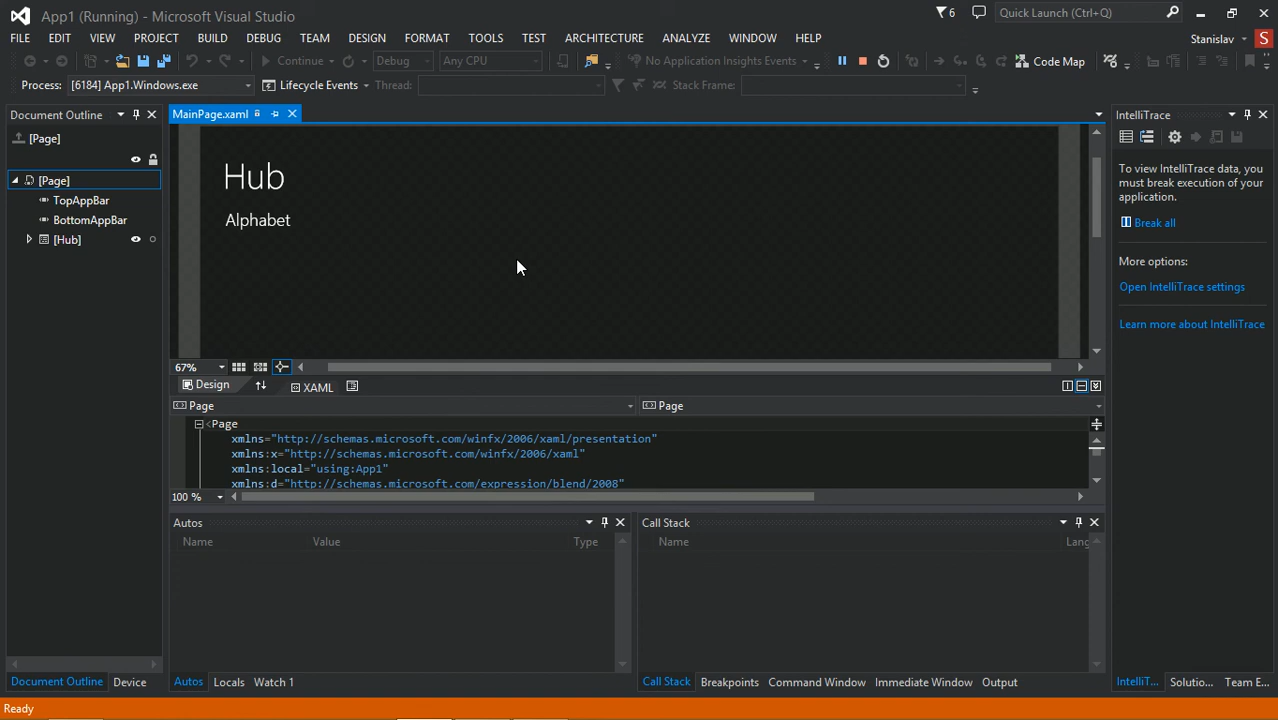 App1 (Running) - Microsoft Visual Studio
6
Quick Launch (Ctrl+Q)
FILE EDIT VIEW PROJECT BUILD DEBUG TEAM DESIGN FORMAT TOOLS TEST ARCHITECTURE ANALYZE WINDOW HELP
Stanislav S
Continue Debug Any CPU No Application Insights Events Code Map
Process: [6184] App1.Windows.exe Lifecycle Events Thread: Stack Frame:
Document Outline
[Page]
[Page]
TopAppBar
BottomAppBar
[Hub]
MainPage.xaml
Hub
Alphabet
67%
Design XAML
Page Page
<Page
xmlns="http://schemas.microsoft.com/winfx/2006/xaml/presentation"
xmlns:x="http://schemas.microsoft.com/winfx/2006/xaml"
xmlns:local="using:App1"
xmlns:d="http://schemas.microsoft.com/expression/blend/2008"
100 %
Autos
Name Value Type
Call Stack
Name Lang
IntelliTrace
To view IntelliTrace data, you
must break execution of your
application.
Break all
More options:
Open IntelliTrace settings
Learn more about IntelliTrace
Document Outline Device
Autos Locals Watch 1
Call Stack Breakpoints Command Window Immediate Window Output
IntelliT... Solutio... Team E...
Ready